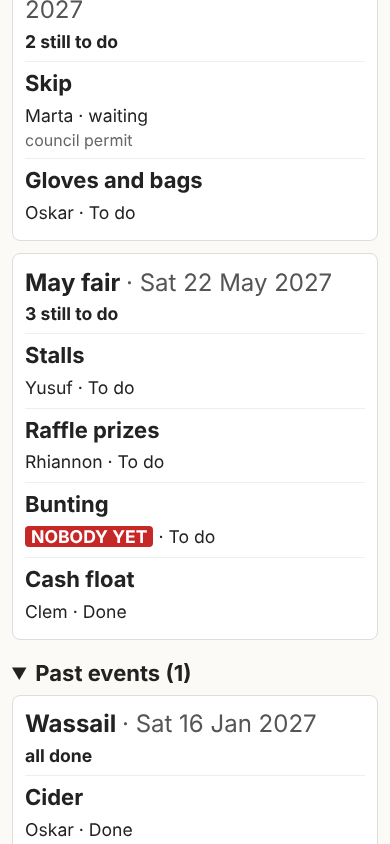 2027
2 still to do
Skip
Marta · waiting
council permit
Gloves and bags
Oskar · To do
May fair · Sat 22 May 2027
3 still to do
Stalls
Yusuf · To do
Raffle prizes
Rhiannon · To do
Bunting
NOBODY YET · To do
Cash float
Clem · Done
▼ Past events (1)
Wassail · Sat 16 Jan 2027
all done
Cider
Oskar · Done